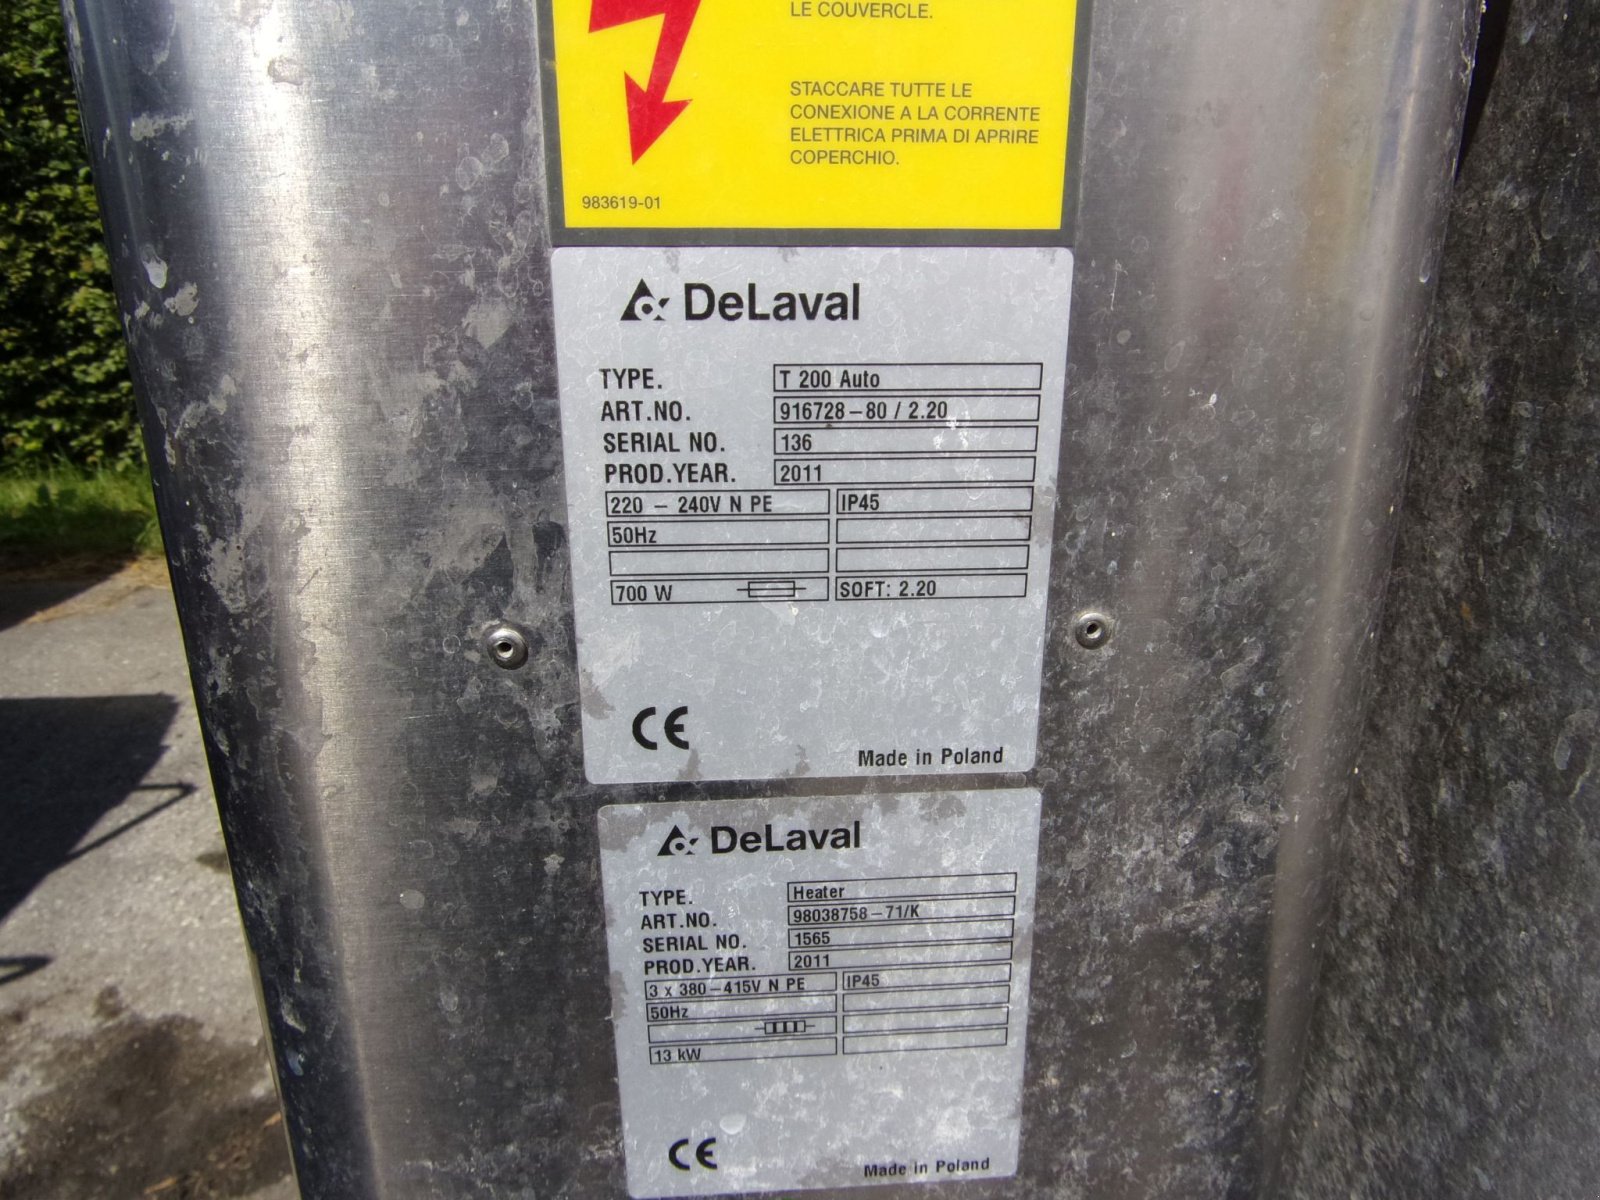 LE COUVERCLE.
STACCARE TUTTE LE
CONEXIONE A LA CORRENTE
ELETTRICA PRIMA DI APRIRE
COPERCHIO.
983619-01
DeLaval
TYPE. T 200 Auto
ART.NO. 916728-80 / 2.20
SERIAL NO. 136
PROD.YEAR. 2011
220 - 240V N PE IP45
50Hz
700 W SOFT: 2.20
CE
Made in Poland
DeLaval
TYPE. Heater
ART.NO. 98038758-71/K
SERIAL NO. 1565
PROD.YEAR. 2011
3 x 380-415V N PE IP45
50Hz
13 kW
CE
Made in Poland